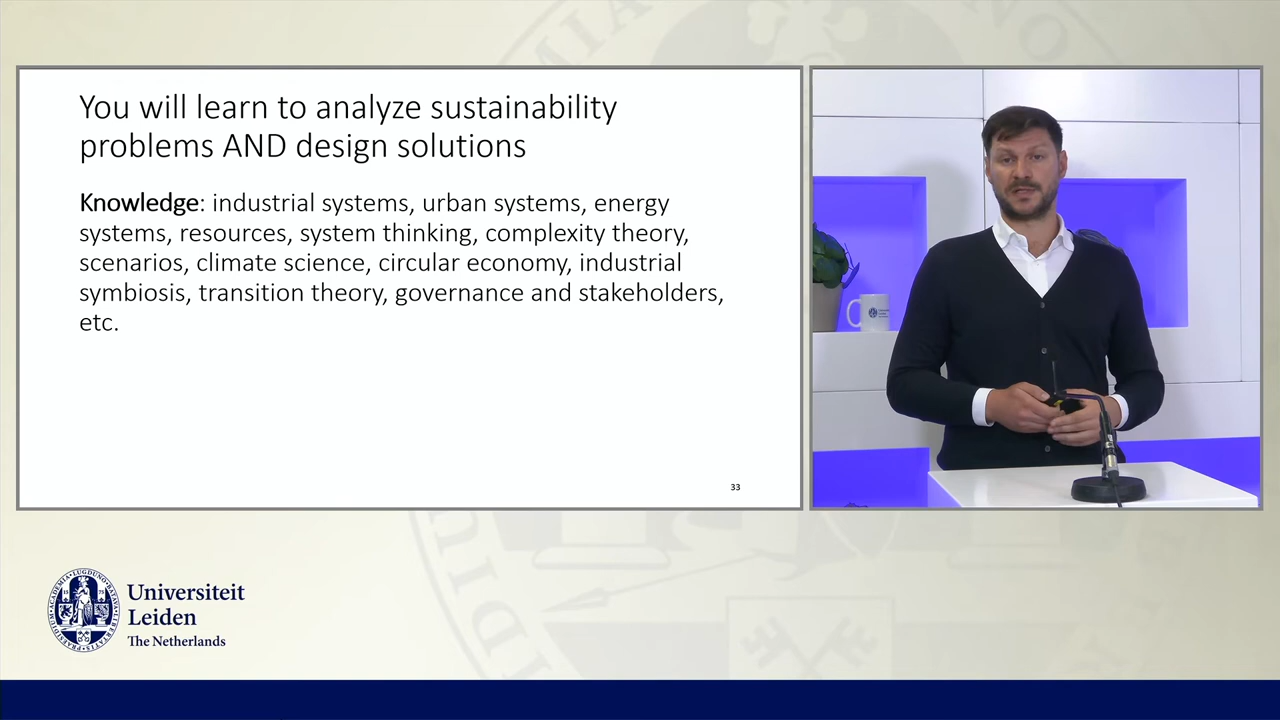 You will learn to analyze sustainability
problems AND design solutions
Knowledge: industrial systems, urban systems, energy
systems, resources, system thinking, complexity theory,
scenarios, climate science, circular economy, industrial
symbiosis, transition theory, governance and stakeholders,
etc.
33
Universiteit
Leiden
The Netherlands